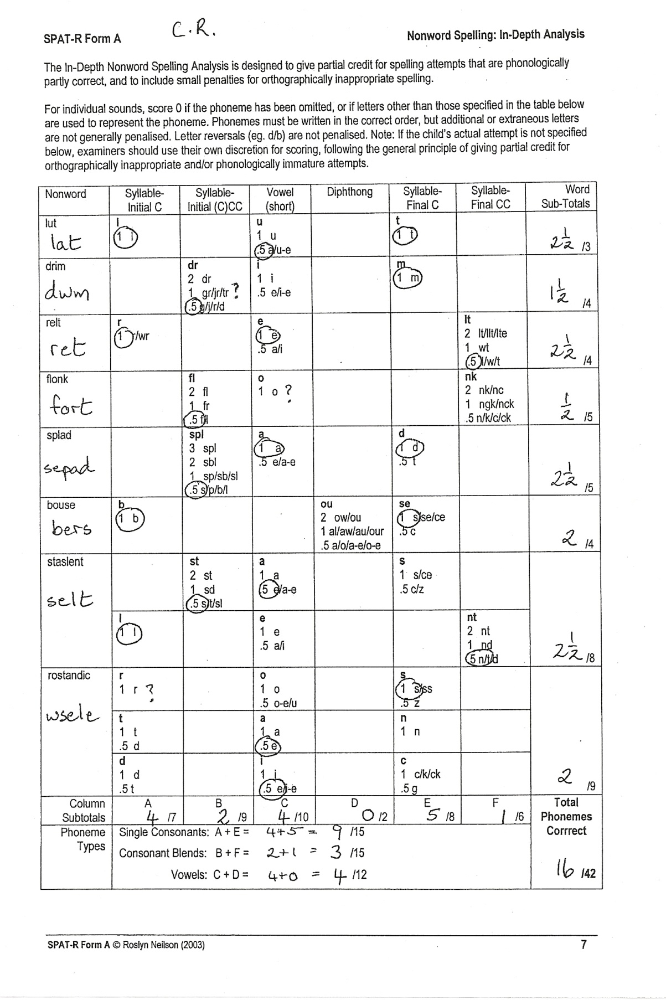 C.R.
SPAT-R Form A
Nonword Spelling: In-Depth Analysis
The In-Depth Nonword Spelling Analysis is designed to give partial credit for spelling attempts that are phonologically
partly correct, and to include small penalties for orthographically inappropriate spelling.
For individual sounds, score 0 if the phoneme has been omitted, or if letters other than those specified in the table below
are used to represent the phoneme. Phonemes must be written in the correct order, but additional or extraneous letters
are not generally penalised. Letter reversals (eg. d/b) are not penalised. Note: If the child's actual attempt is not specified
below, examiners should use their own discretion for scoring, following the general principle of giving partial credit for
orthographically inappropriate and/or phonologically immature attempts.
Nonword Syllable- Syllable- Vowel Diphthong Syllable- Syllable- Word
Initial C Initial (C)CC (short) Final C Final CC Sub-Totals
lut l u t
lat 1 l 1 u 1 t 2 1/2 /3
.5 a/u-e
drim dr i m
2 dr 1 i 1 m
dwm 1 gr/jr/tr ? .5 e/i-e 1 1/2 /4
.5 g/j/r/d
relt r e lt
1 r/wr 1 e 2 lt/llt/lte
ret .5 a/i 1 wt 2 1/2 /4
.5 l/w/t
flonk fl o nk
2 fl 1 o ? 2 nk/nc
fort 1 fr 1 ngk/nck 1/2 /5
.5 f/l .5 n/k/c/ck
splad spl a d
3 spl 1 a 1 d
sepad 2 sbl .5 e/a-e .5 t 2 1/2 /5
1 sp/sb/sl
.5 s/p/b/l
bouse b ou se
1 b 2 ow/ou 1 s/se/ce
bers 1 al/aw/au/our .5 c 2 /4
.5 a/o/a-e/o-e
staslent st a s
2 st 1 a 1 s/ce
selt 1 sd .5 e/a-e .5 c/z
.5 s/t/sl
l e nt
1 l 1 e 2 nt
.5 a/i 1 nd 2 1/2 /8
.5 n/t/d
rostandic r o s
1 r ? 1 o 1 s/ss
.5 o-e/u .5 z
wsele t a n
1 t 1 a 1 n
.5 d .5 e
d i c
1 d 1 i 1 c/k/ck 2 /9
.5 t .5 e/i-e .5 g
Column A B C D E F Total
Subtotals 4 /7 2 /9 4 /10 0 /2 5 /8 1 /6 Phonemes
Phoneme Single Consonants: A + E = 4+5 = 9 /15 Corrrect
Types Consonant Blends: B + F = 2+1 = 3 /15
Vowels: C + D = 4+0 = 4 /12 16 /42
SPAT-R Form A © Roslyn Neilson (2003) 7